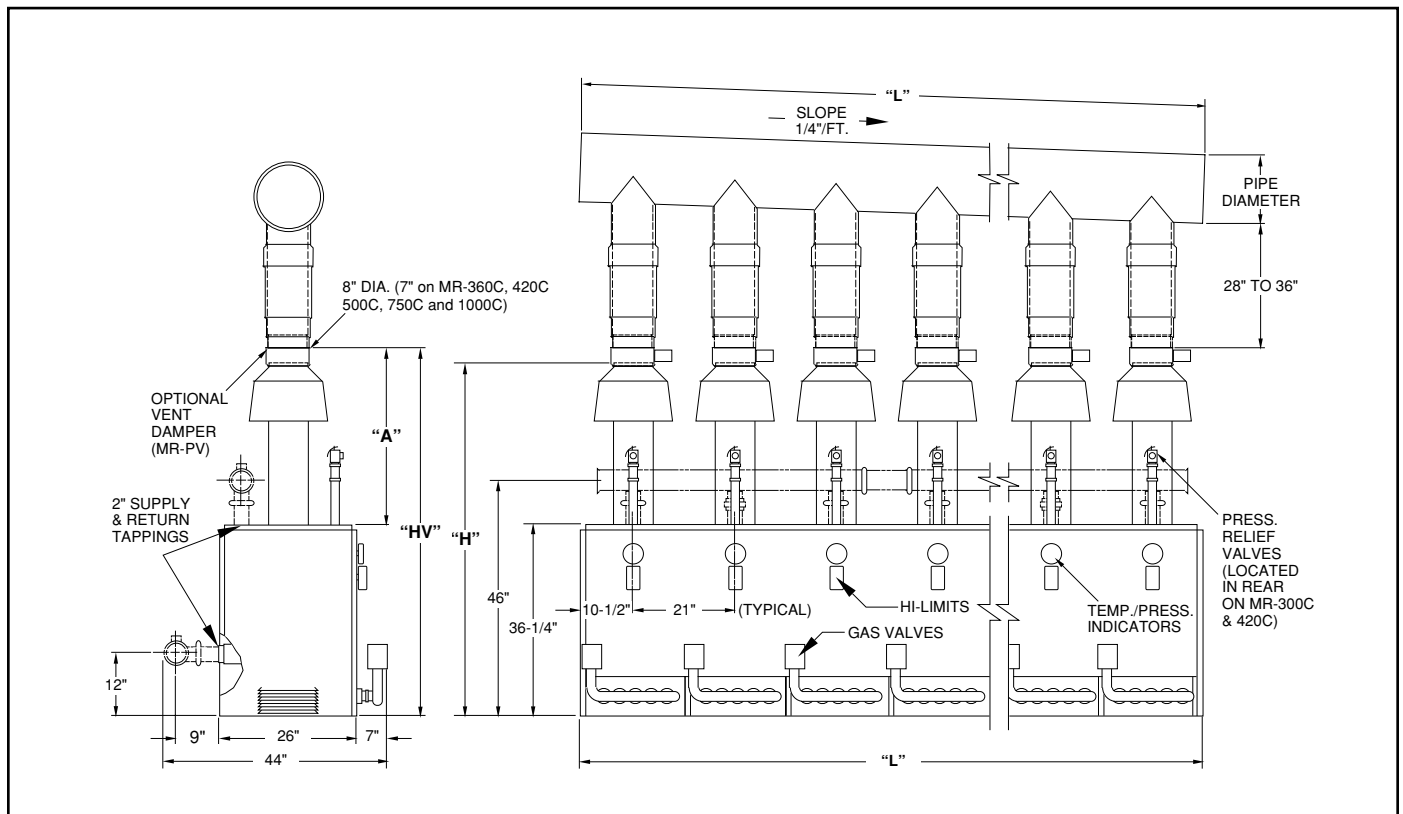 “L”
SLOPE
1/4"/FT.
PIPE
DIAMETER
28" TO 36"
8" DIA. (7" on MR-360C, 420C
500C, 750C and 1000C)
OPTIONAL
VENT
DAMPER
(MR-PV)
“A”
2" SUPPLY
& RETURN
TAPPINGS
“HV”
“H”
46"
36-1/4"
10-1/2"
21"
(TYPICAL)
HI-LIMITS
GAS VALVES
TEMP./PRESS.
INDICATORS
PRESS.
RELIEF
VALVES
(LOCATED
IN REAR
ON MR-300C
& 420C)
12"
9"
26"
7"
44"
“L”